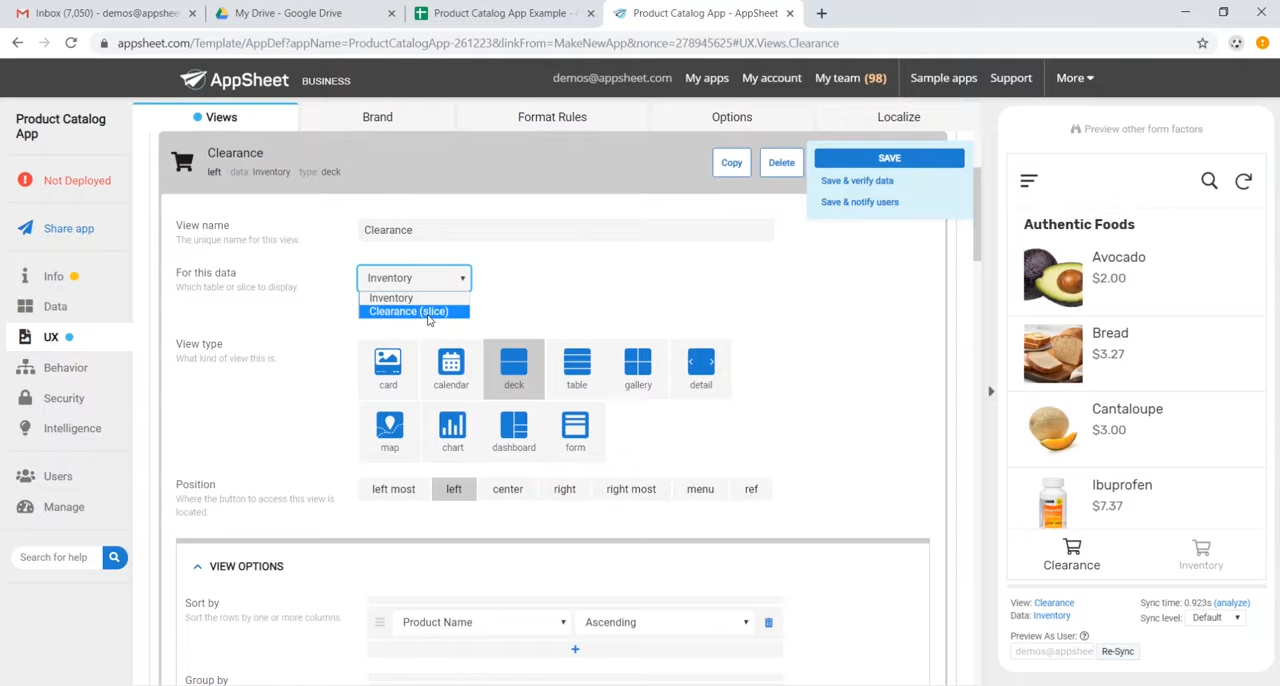 Inbox (7,050) - demos@appshee
My Drive - Google Drive
Product Catalog App Example -
Product Catalog App - AppSheet
appsheet.com/Template/AppDef?appName=ProductCatalogApp-261223&linkFrom=MakeNewApp&nonce=278945625#UX.Views.Clearance
AppSheet BUSINESS
demos@appsheet.com My apps My account My team (98) Sample apps Support More
Product Catalog
App
Not Deployed
Share app
Info
Data
UX
Behavior
Security
Intelligence
Users
Manage
Search for help
Views Brand Format Rules Options Localize
Clearance
left data: Inventory type: deck
Copy Delete
SAVE
Save & verify data
Save & notify users
View name
The unique name for this view.
Clearance
For this data
Which table or slice to display.
Inventory
Inventory
Clearance (slice)
View type
What kind of view this is.
card calendar deck table gallery detail
map chart dashboard form
Position
Where the button to access this view is
located.
left most left center right right most menu ref
VIEW OPTIONS
Sort by
Sort the rows by one or more columns.
Product Name Ascending
+
Group by
Preview other form factors
Authentic Foods
Avocado
$2.00
Bread
$3.27
Cantaloupe
$3.00
Ibuprofen
$7.37
Clearance Inventory
View: Clearance
Data: Inventory
Sync time: 0.923s (analyze)
Sync level: Default
Preview As User:
demos@appshee Re-Sync